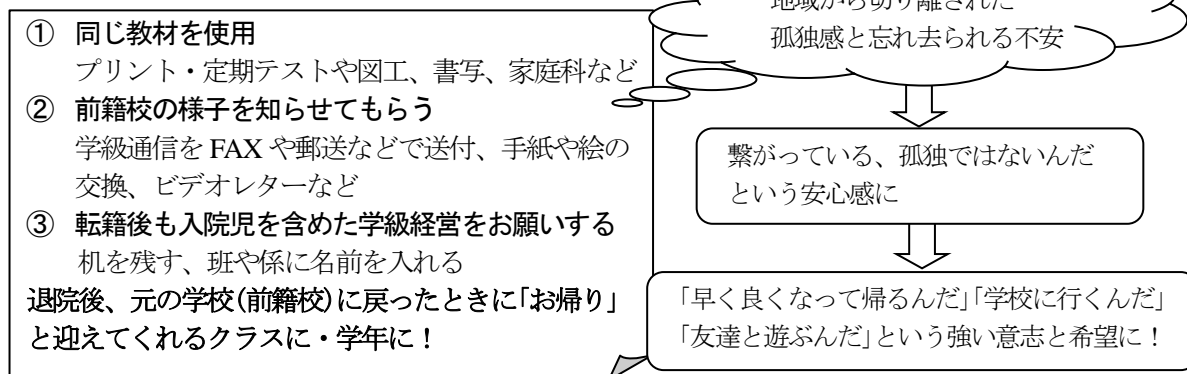 ① 同じ教材を使用
プリント・定期テストや図工、書写、家庭科など
② 前籍校の様子を知らせてもらう
学級通信を FAX や郵送などで送付、手紙や絵の
交換、ビデオレターなど
③ 転籍後も入院児を含めた学級経営をお願いする
机を残す、班や係に名前を入れる
退院後、元の学校(前籍校)に戻ったときに「お帰り」
と迎えてくれるクラスに・学年に！
地域から切り離された
孤独感と忘れ去られる不安
繋がっている、孤独ではないんだ
という安心感に
「早く良くなって帰るんだ」「学校に行くんだ」
「友達と遊ぶんだ」という強い意志と希望に！